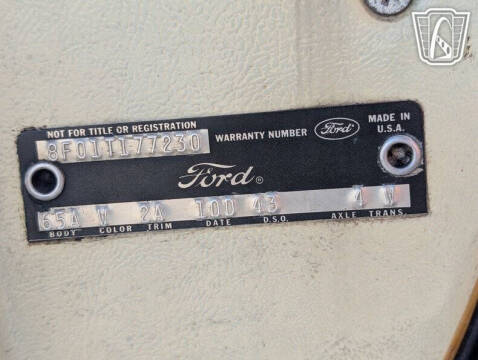 NOT FOR TITLE OR REGISTRATION
8F01T177230 WARRANTY NUMBER Ford MADE IN U.S.A.
Ford®
65A 2A 10D 43 4 W
BODY COLOR TRIM DATE D.S.O. AXLE TRANS.